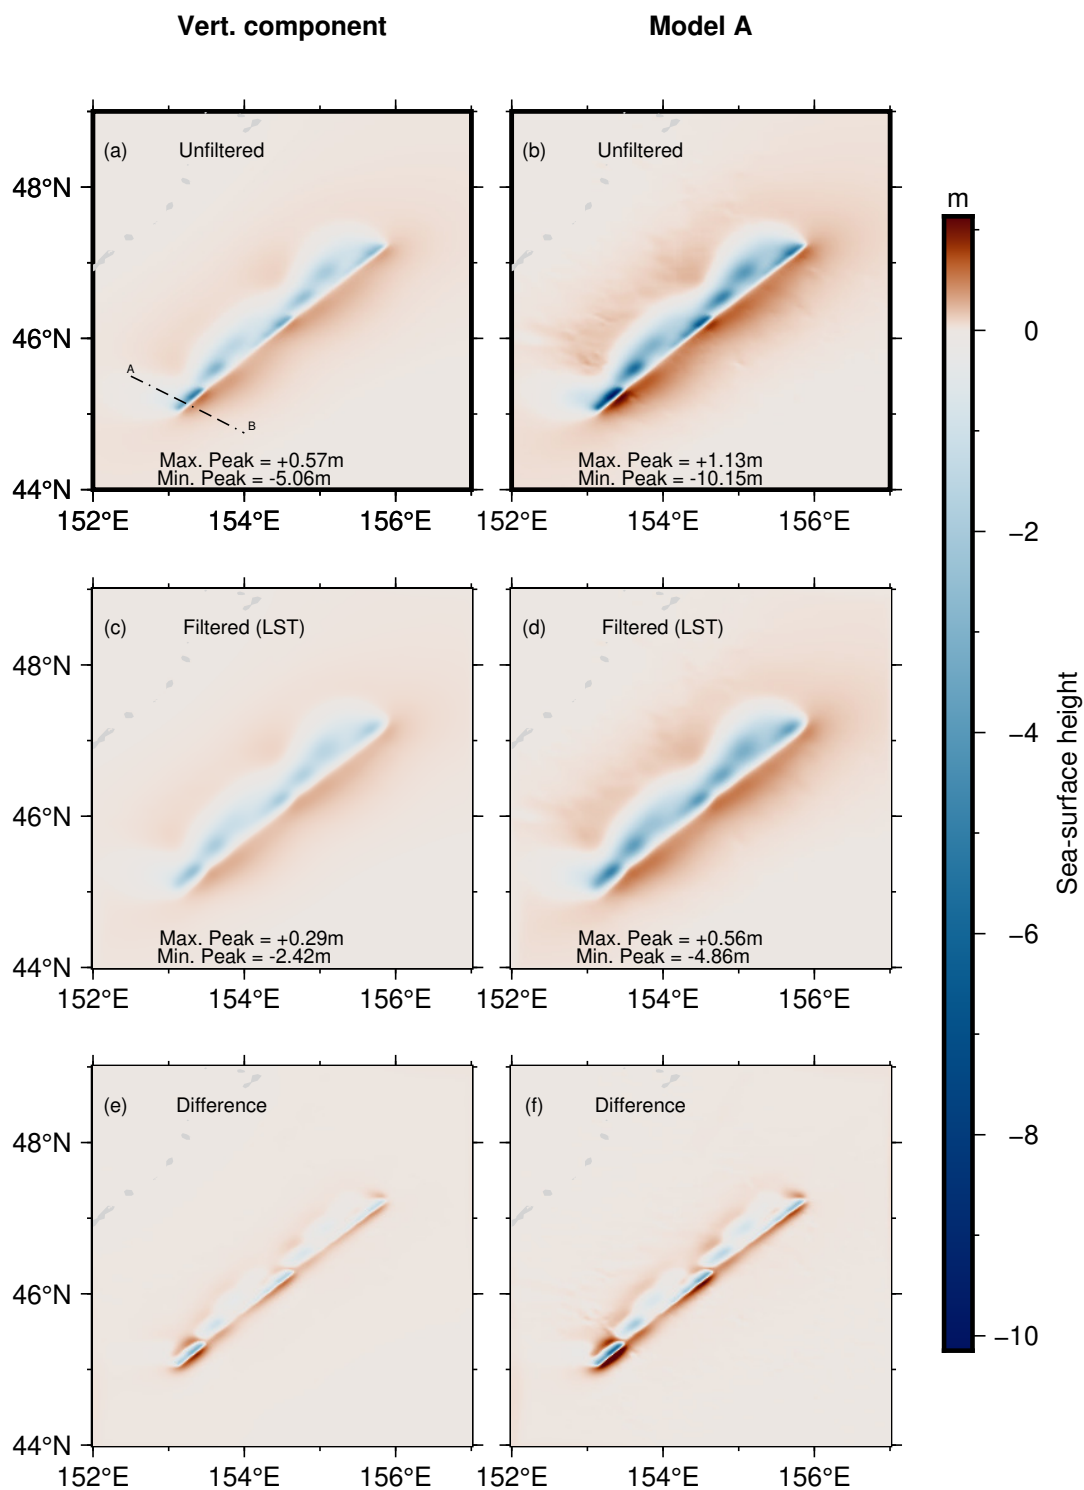 Vert. component
Model A
(a)
Unfiltered
(b)
Unfiltered
48°N
46°N
44°N
A
B
Max. Peak = +0.57m
Min. Peak = -5.06m
Max. Peak = +1.13m
Min. Peak = -10.15m
152°E
154°E
156°E
152°E
154°E
156°E
(c)
Filtered (LST)
(d)
Filtered (LST)
48°N
46°N
44°N
Max. Peak = +0.29m
Min. Peak = -2.42m
Max. Peak = +0.56m
Min. Peak = -4.86m
152°E
154°E
156°E
152°E
154°E
156°E
(e)
Difference
(f)
Difference
48°N
46°N
44°N
152°E
154°E
156°E
152°E
154°E
156°E
m
0
−2
−4
−6
−8
−10
Sea-surface height